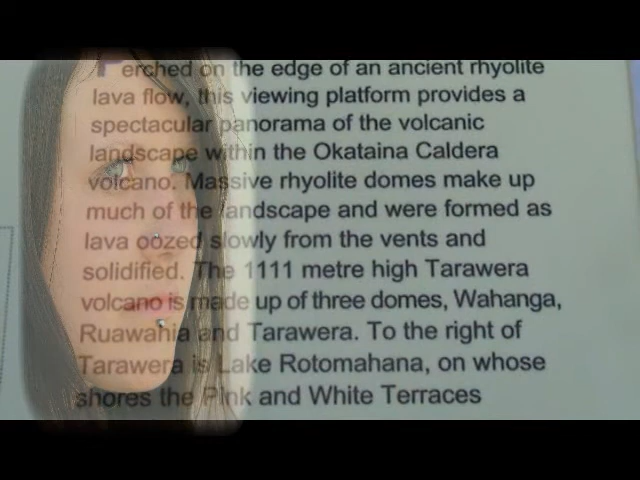 Perched on the edge of an ancient rhyolite
lava flow, this viewing platform provides a
spectacular panorama of the volcanic
landscape within the Okataina Caldera
volcano. Massive rhyolite domes make up
much of the landscape and were formed as
lava oozed slowly from the vents and
solidified. The 1111 metre high Tarawera
volcano is made up of three domes, Wahanga,
Ruawahia and Tarawera. To the right of
Tarawera is Lake Rotomahana, on whose
shores the Pink and White Terraces